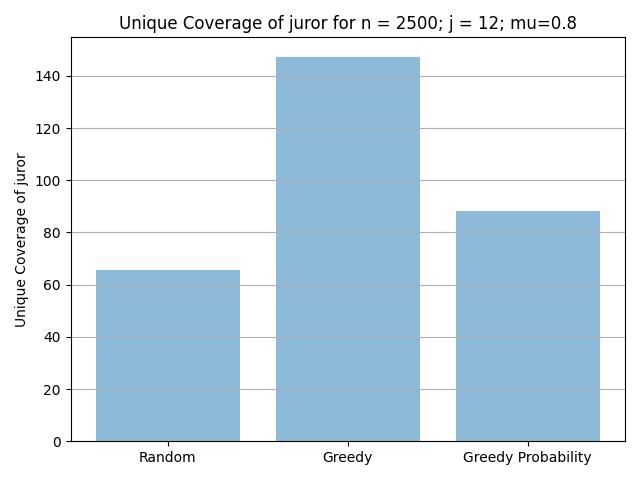 Unique Coverage of juror for n = 2500; j = 12; mu=0.8
Unique Coverage of juror
140
120
100
80
60
40
20
0
Random
Greedy
Greedy Probability